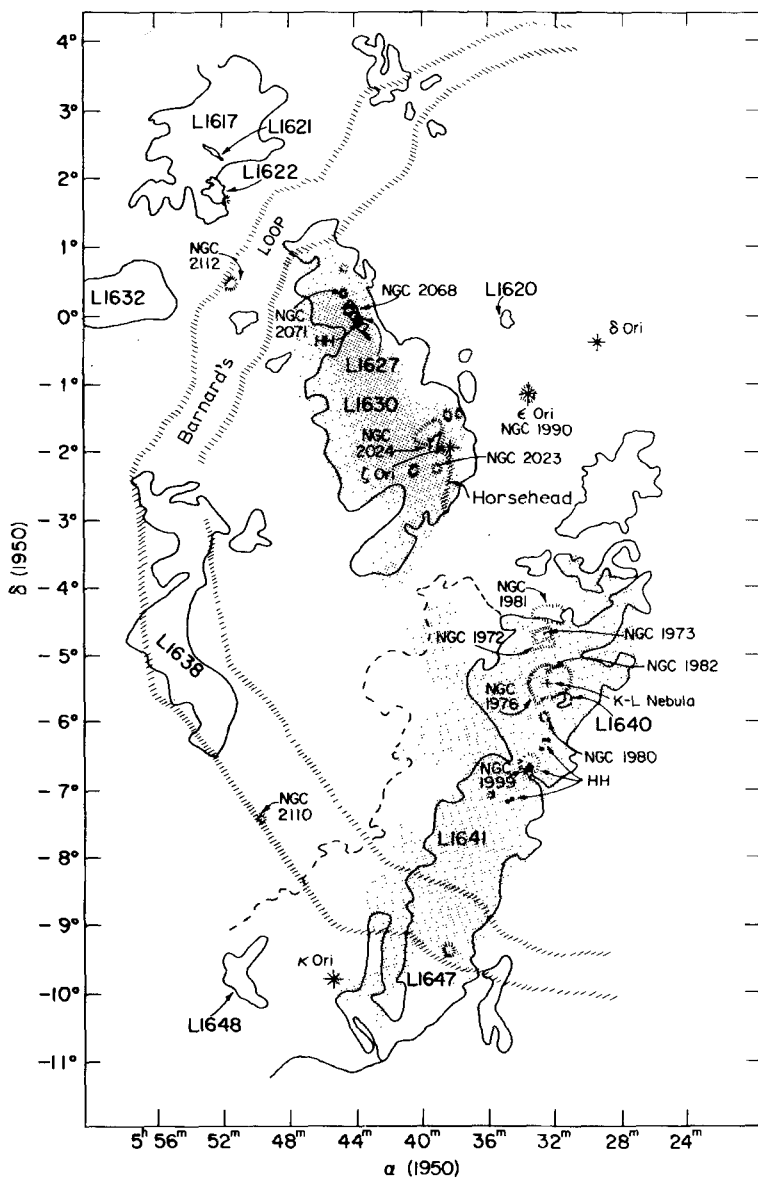 4°
3°
2°
1°
0°
−1°
−2°
−3°
−4°
−5°
−6°
−7°
−8°
−9°
−10°
−11°
δ (1950)
L1617
L1621
L1622
NGC
2112
LOOP
Barnard's
L1632
NGC 2068
NGC
2071
HH
L1627
L1630
L1620
δ Ori
ε Ori
NGC 1990
NGC
2024
ζ Ori
NGC 2023
Horsehead
NGC
1981
NGC 1972
NGC 1973
NGC 1982
NGC
1976
K-L Nebula
L1640
L1638
NGC 1980
NGC
1999
HH
NGC
2110
L1641
κ Ori
L1647
L1648
5h 56m 52m 48m 44m 40m 36m 32m 28m 24m
α (1950)